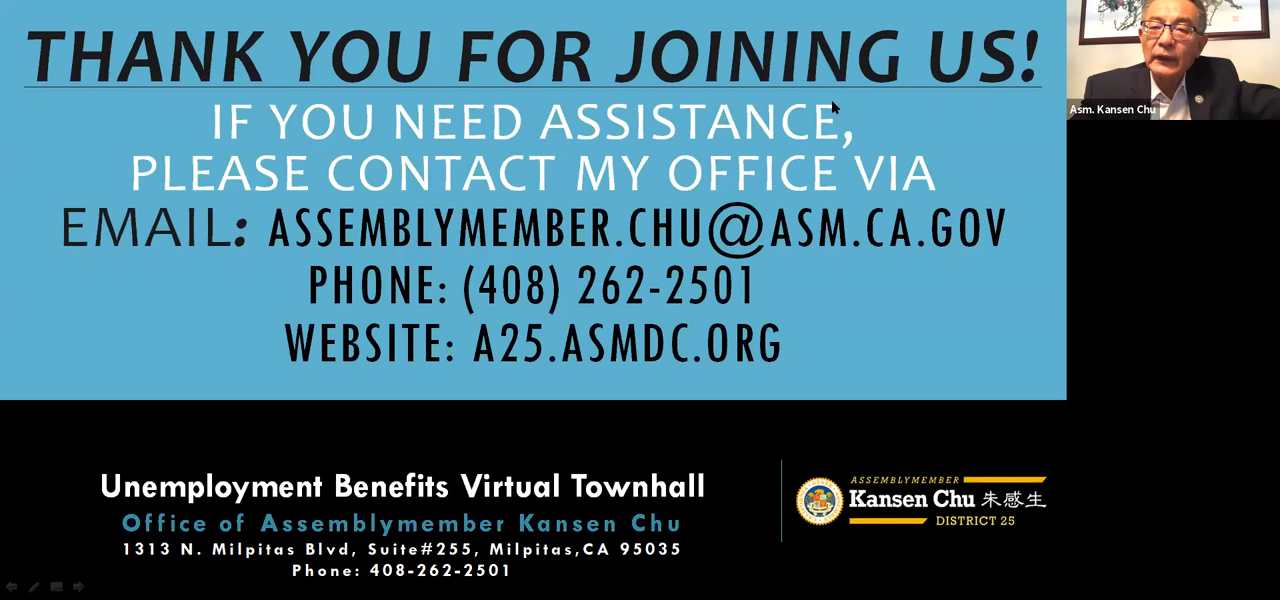 THANK YOU FOR JOINING US!
IF YOU NEED ASSISTANCE,
PLEASE CONTACT MY OFFICE VIA
EMAIL: ASSEMBLYMEMBER.CHU@ASM.CA.GOV
PHONE: (408) 262-2501
WEBSITE: A25.ASMDC.ORG
Asm. Kansen Chu
Unemployment Benefits Virtual Townhall
Office of Assemblymember Kansen Chu
1313 N. Milpitas Blvd, Suite#255, Milpitas,CA 95035
Phone: 408-262-2501
ASSEMBLYMEMBER
Kansen Chu 朱感生
DISTRICT 25